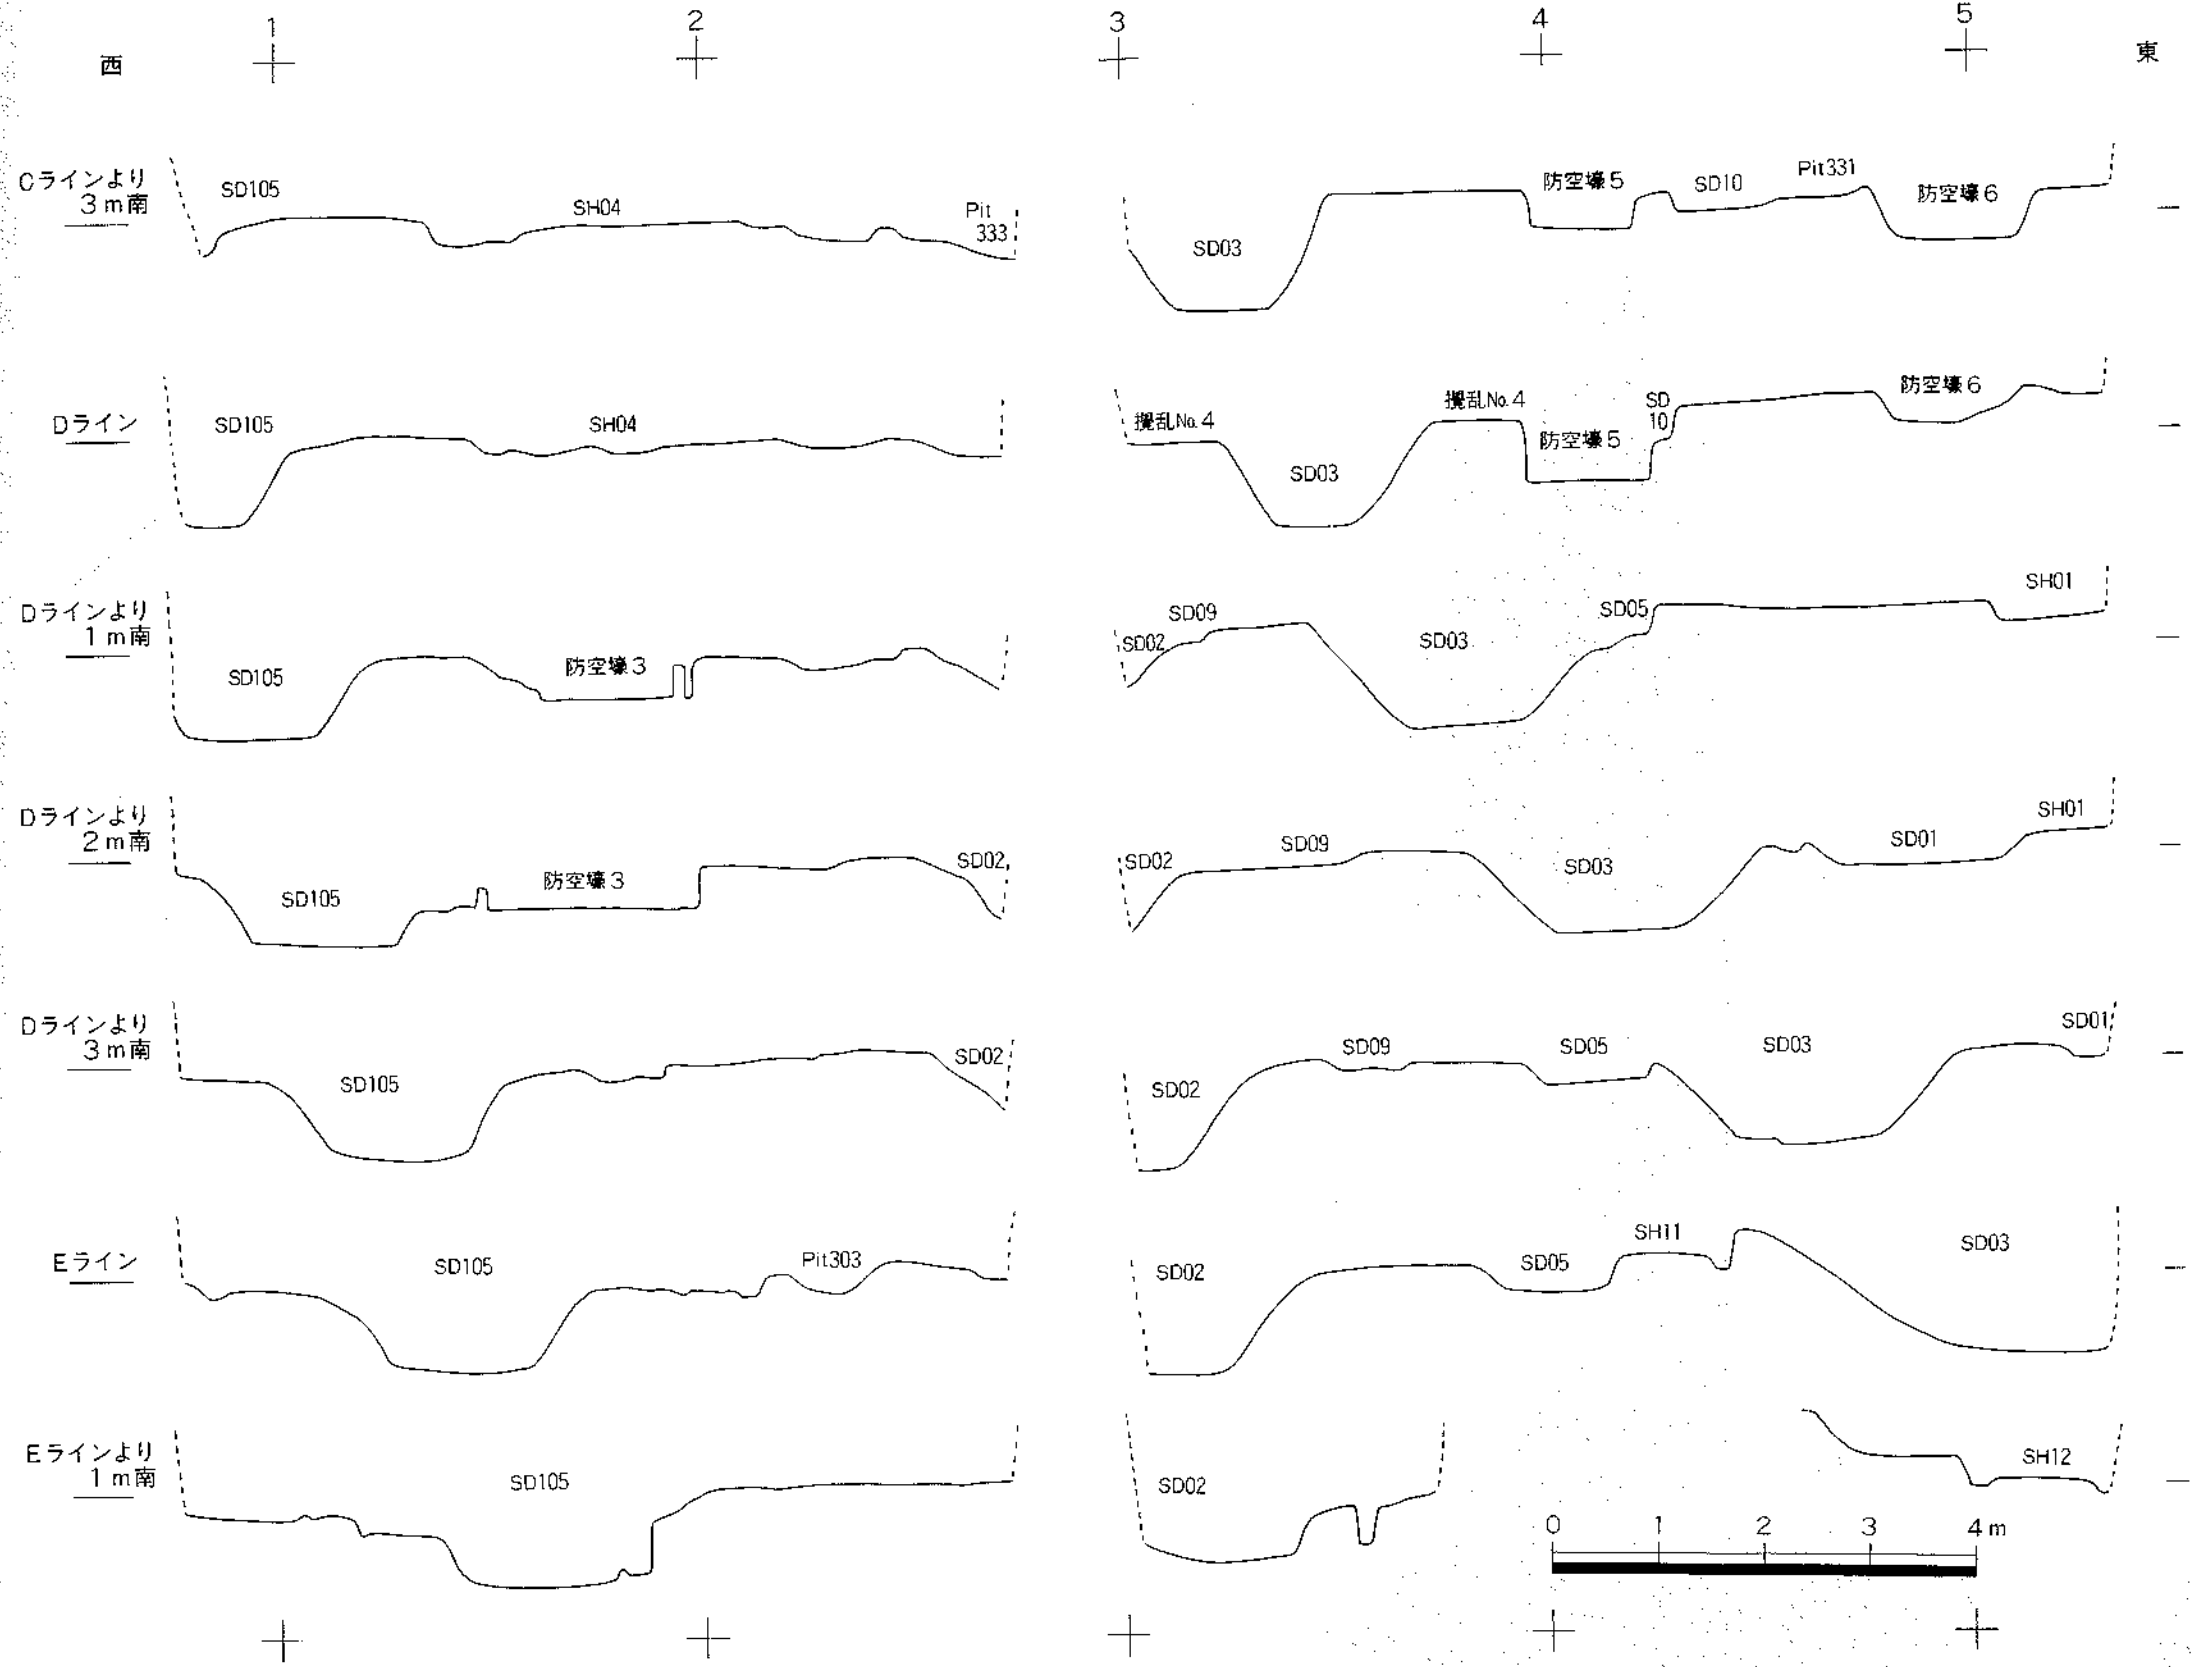 1
2
3
4
5
西
東
Cラインより
3m南
SD105
SH04
Pit
333
SD03
防空壕5
SD10
Pit331
防空壕6
Dライン
SD105
SH04
攪乱No.4
SD03
攪乱No.4
防空壕5
SD
10
防空壕6
Dラインより
1m南
SD105
防空壕3
SD02
SD09
SD03
SD05
SH01
Dラインより
2m南
SD105
防空壕3
SD02
SD02
SD09
SD03
SD01
SH01
Dラインより
3m南
SD105
SD02
SD02
SD09
SD05
SD03
SD01
Eライン
SD105
Pit303
SD02
SD05
SH11
SD03
Eラインより
1m南
SD105
SD02
SH12
0 1 2 3 4m